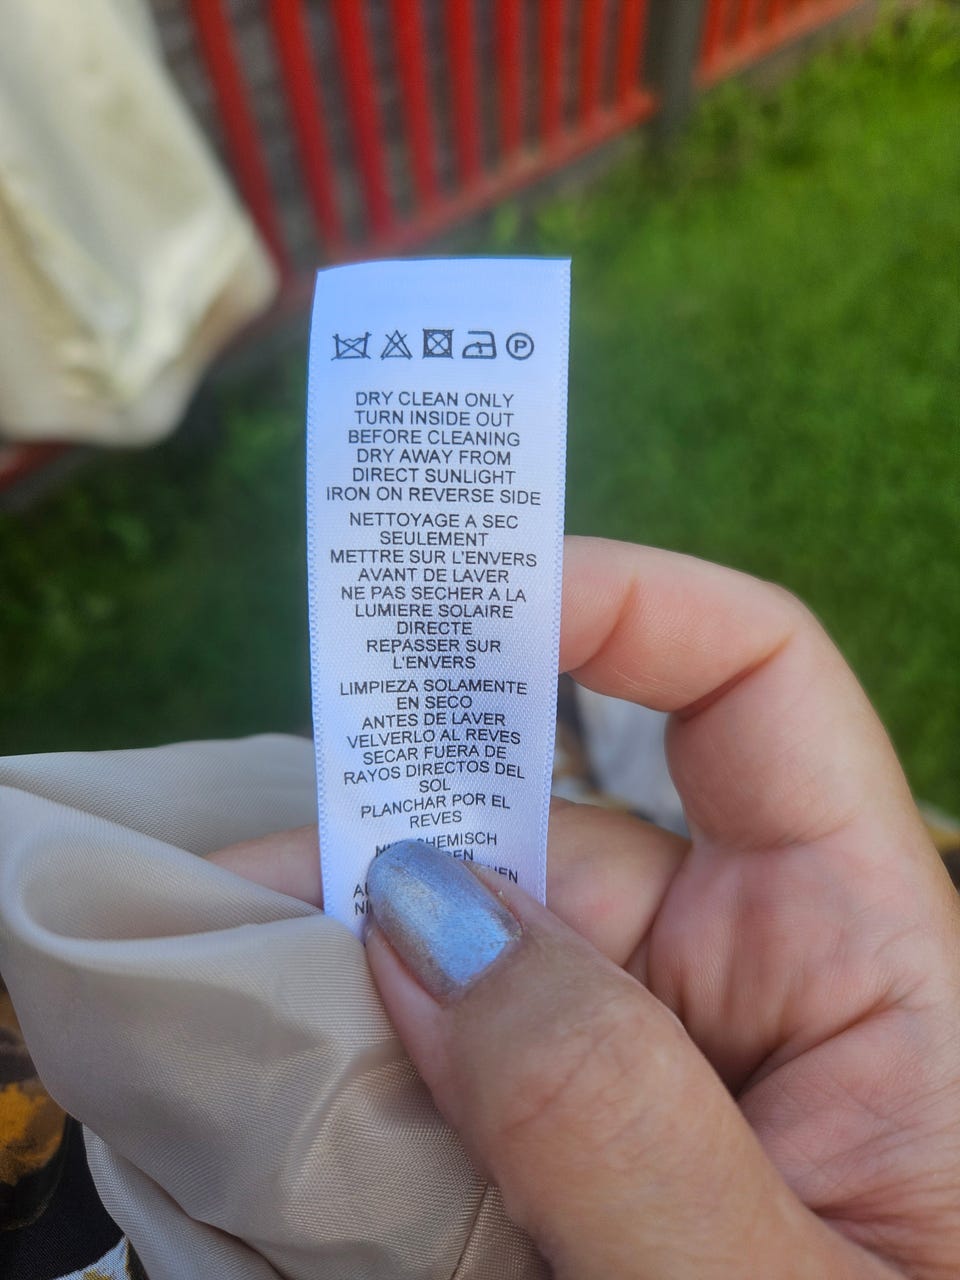 P
DRY CLEAN ONLY
TURN INSIDE OUT
BEFORE CLEANING
DRY AWAY FROM
DIRECT SUNLIGHT
IRON ON REVERSE SIDE
NETTOYAGE A SEC
SEULEMENT
METTRE SUR L'ENVERS
AVANT DE LAVER
NE PAS SECHER A LA
LUMIERE SOLAIRE
DIRECTE
REPASSER SUR
L'ENVERS
LIMPIEZA SOLAMENTE
EN SECO
ANTES DE LAVER
VELVERLO AL REVES
SECAR FUERA DE
RAYOS DIRECTOS DEL
SOL
PLANCHAR POR EL
REVES